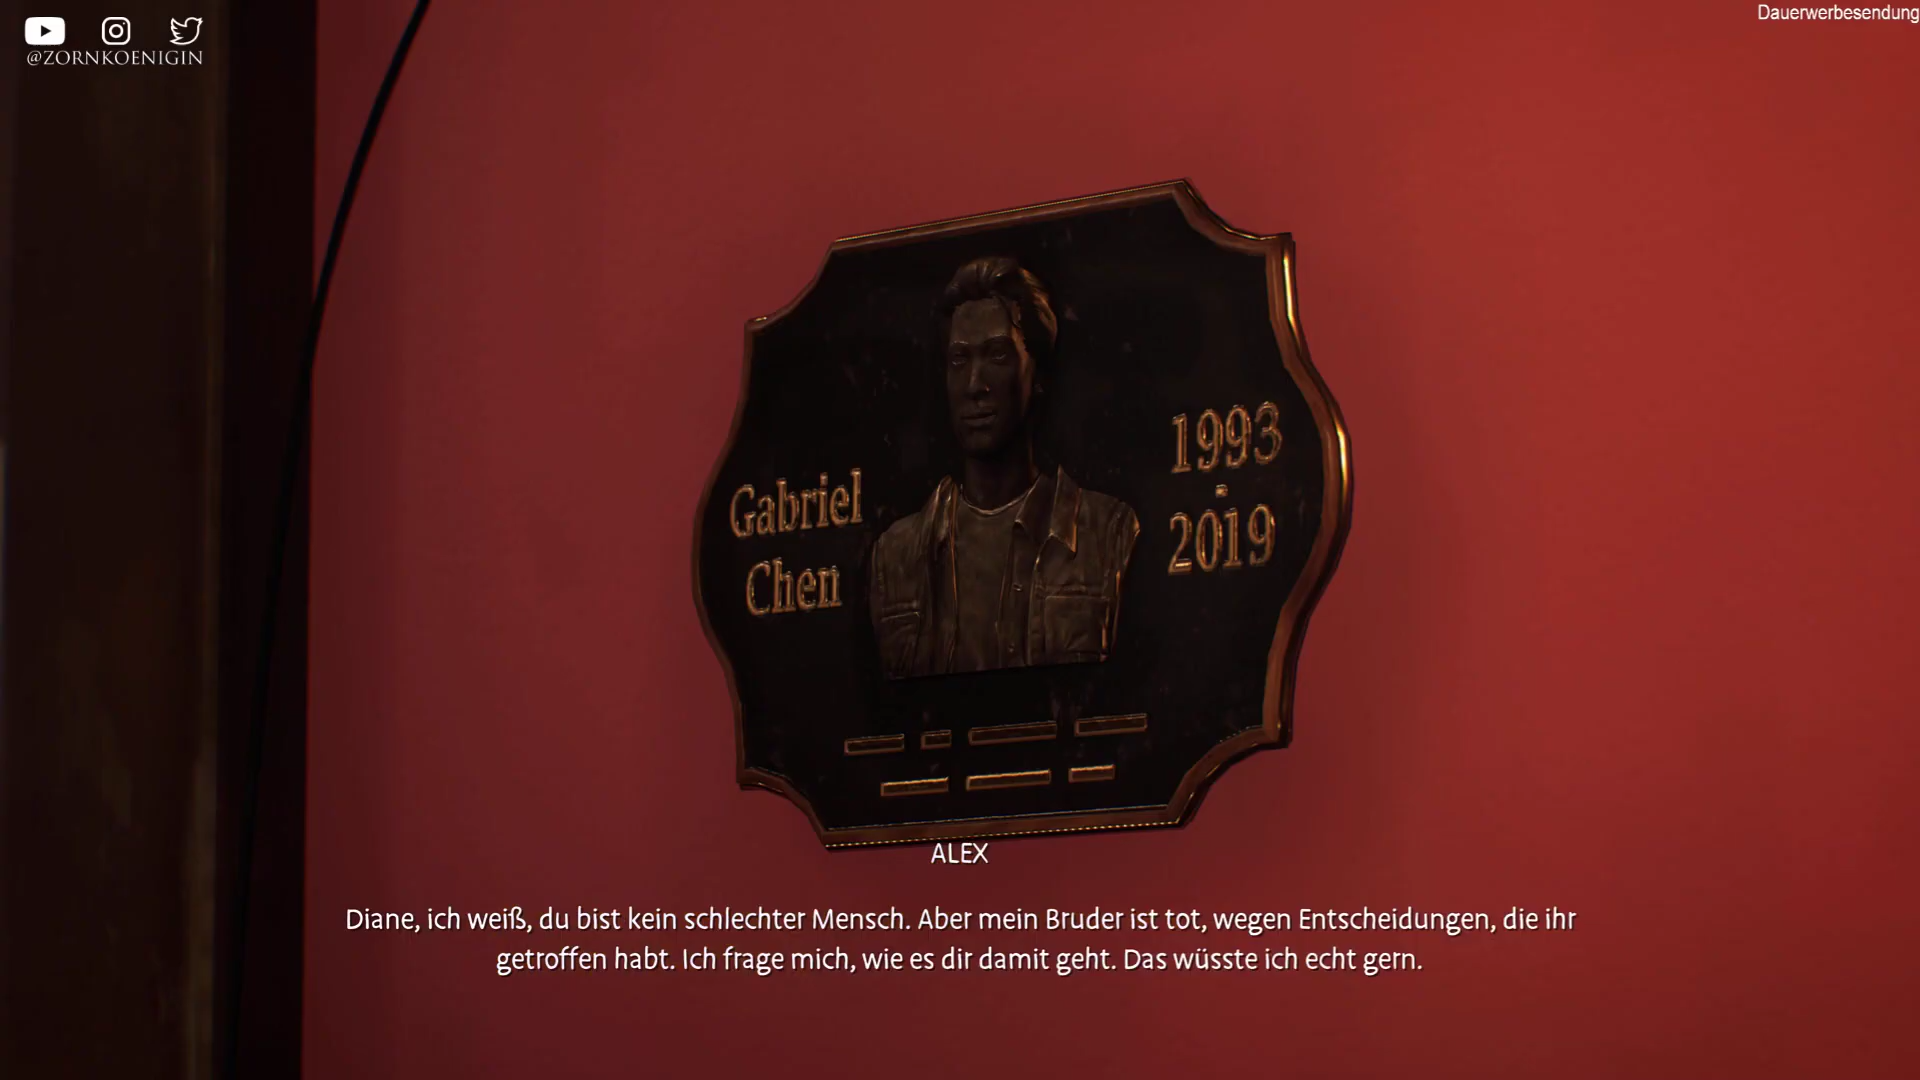 @ZORNKOENIGIN
Dauerwerbesendung
Gabriel
Chen
1993
-
2019
ALEX
Diane, ich weiß, du bist kein schlechter Mensch. Aber mein Bruder ist tot, wegen Entscheidungen, die ihr
getroffen habt. Ich frage mich, wie es dir damit geht. Das wüsste ich echt gern.